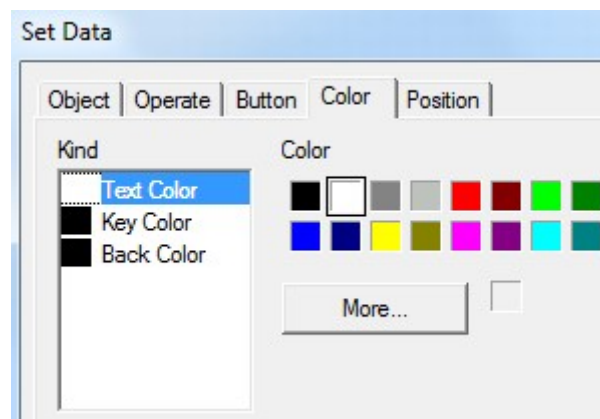 Set Data
Object Operate Button Color Position
Kind Color
Text Color
Key Color
Back Color
More...